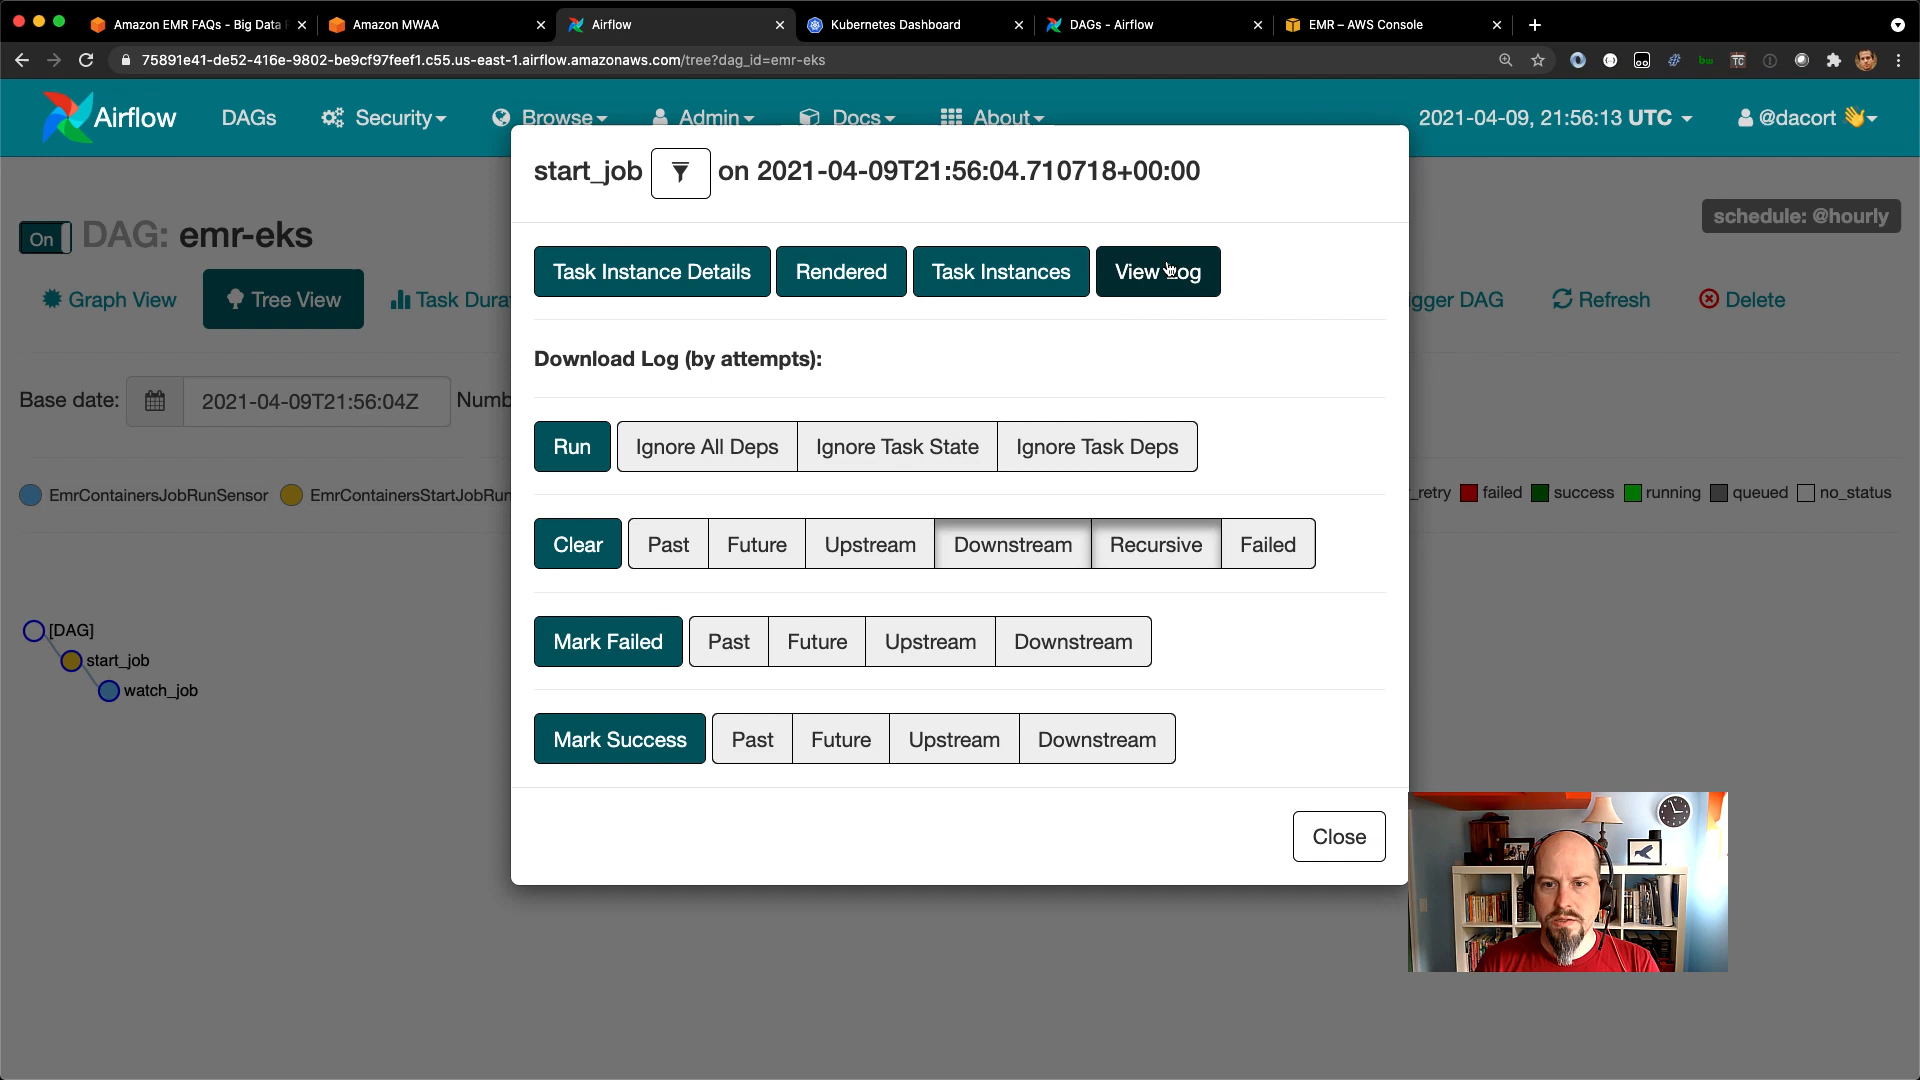 Amazon EMR FAQs - Big Data
Amazon MWAA
Airflow
Kubernetes Dashboard
DAGs - Airflow
EMR – AWS Console
75891e41-de52-416e-9802-be9cf97feef1.c55.us-east-1.airflow.amazonaws.com/tree?dag_id=emr-eks
Airflow
DAGs
Security
Browse
Admin
Docs
About
2021-04-09, 21:56:13 UTC
@dacort 👋
start_job on 2021-04-09T21:56:04.710718+00:00
On DAG: emr-eks
schedule: @hourly
Task Instance Details
Rendered
Task Instances
View Log
Graph View
Tree View
Task Dura
gger DAG
Refresh
Delete
Download Log (by attempts):
Base date:
2021-04-09T21:56:04Z
Numb
Run
Ignore All Deps
Ignore Task State
Ignore Task Deps
EmrContainersJobRunSensor
EmrContainersStartJobRun
_retry
failed
success
running
queued
no_status
Clear
Past
Future
Upstream
Downstream
Recursive
Failed
[DAG]
start_job
watch_job
Mark Failed
Past
Future
Upstream
Downstream
Mark Success
Past
Future
Upstream
Downstream
Close